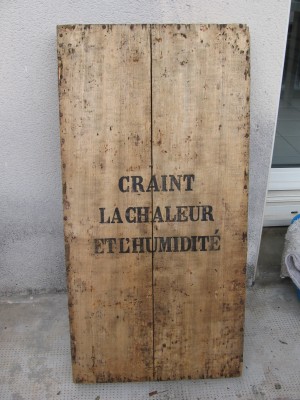 CRAINT
LA CHALEUR
ET L'HUMIDITÉ